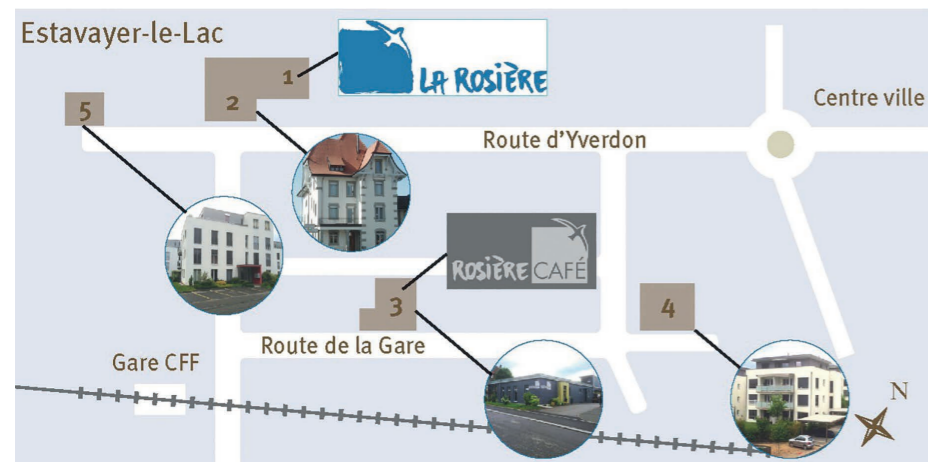 Estavayer-le-Lac
1
LA ROSIÈRE
2
5
Centre ville
Route d'Yverdon
ROSIÈRE CAFÉ
3
4
Route de la Gare
Gare CFF
N